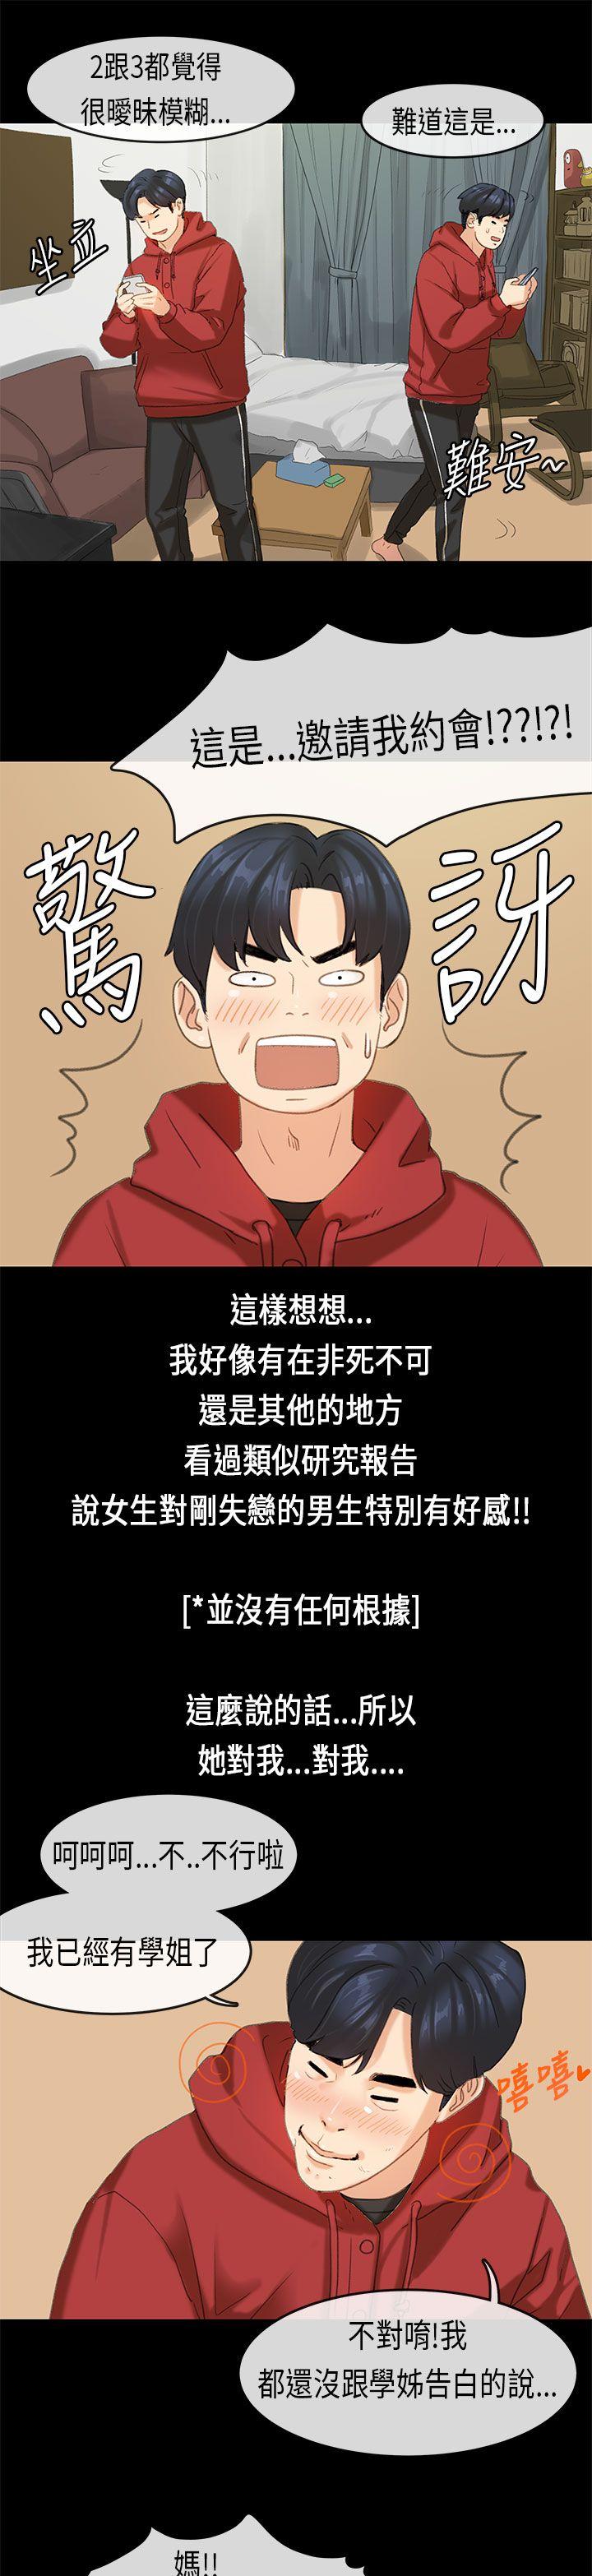 2跟3都覺得
很曖昧模糊...
難道這是...
坐立
難安~
這是...邀請我約會!??!?!
驚訝
這樣想想...
我好像有在非死不可
還是其他的地方
看過類似研究報告
說女生對剛失戀的男生特別有好感!!
[*並沒有任何根據]
這麼說的話...所以
她對我...對我....
呵呵呵...不..不行啦
我已經有學姐了
嘻嘻♥
不對唷!我
都還沒跟學姊告白的說...
媽!!